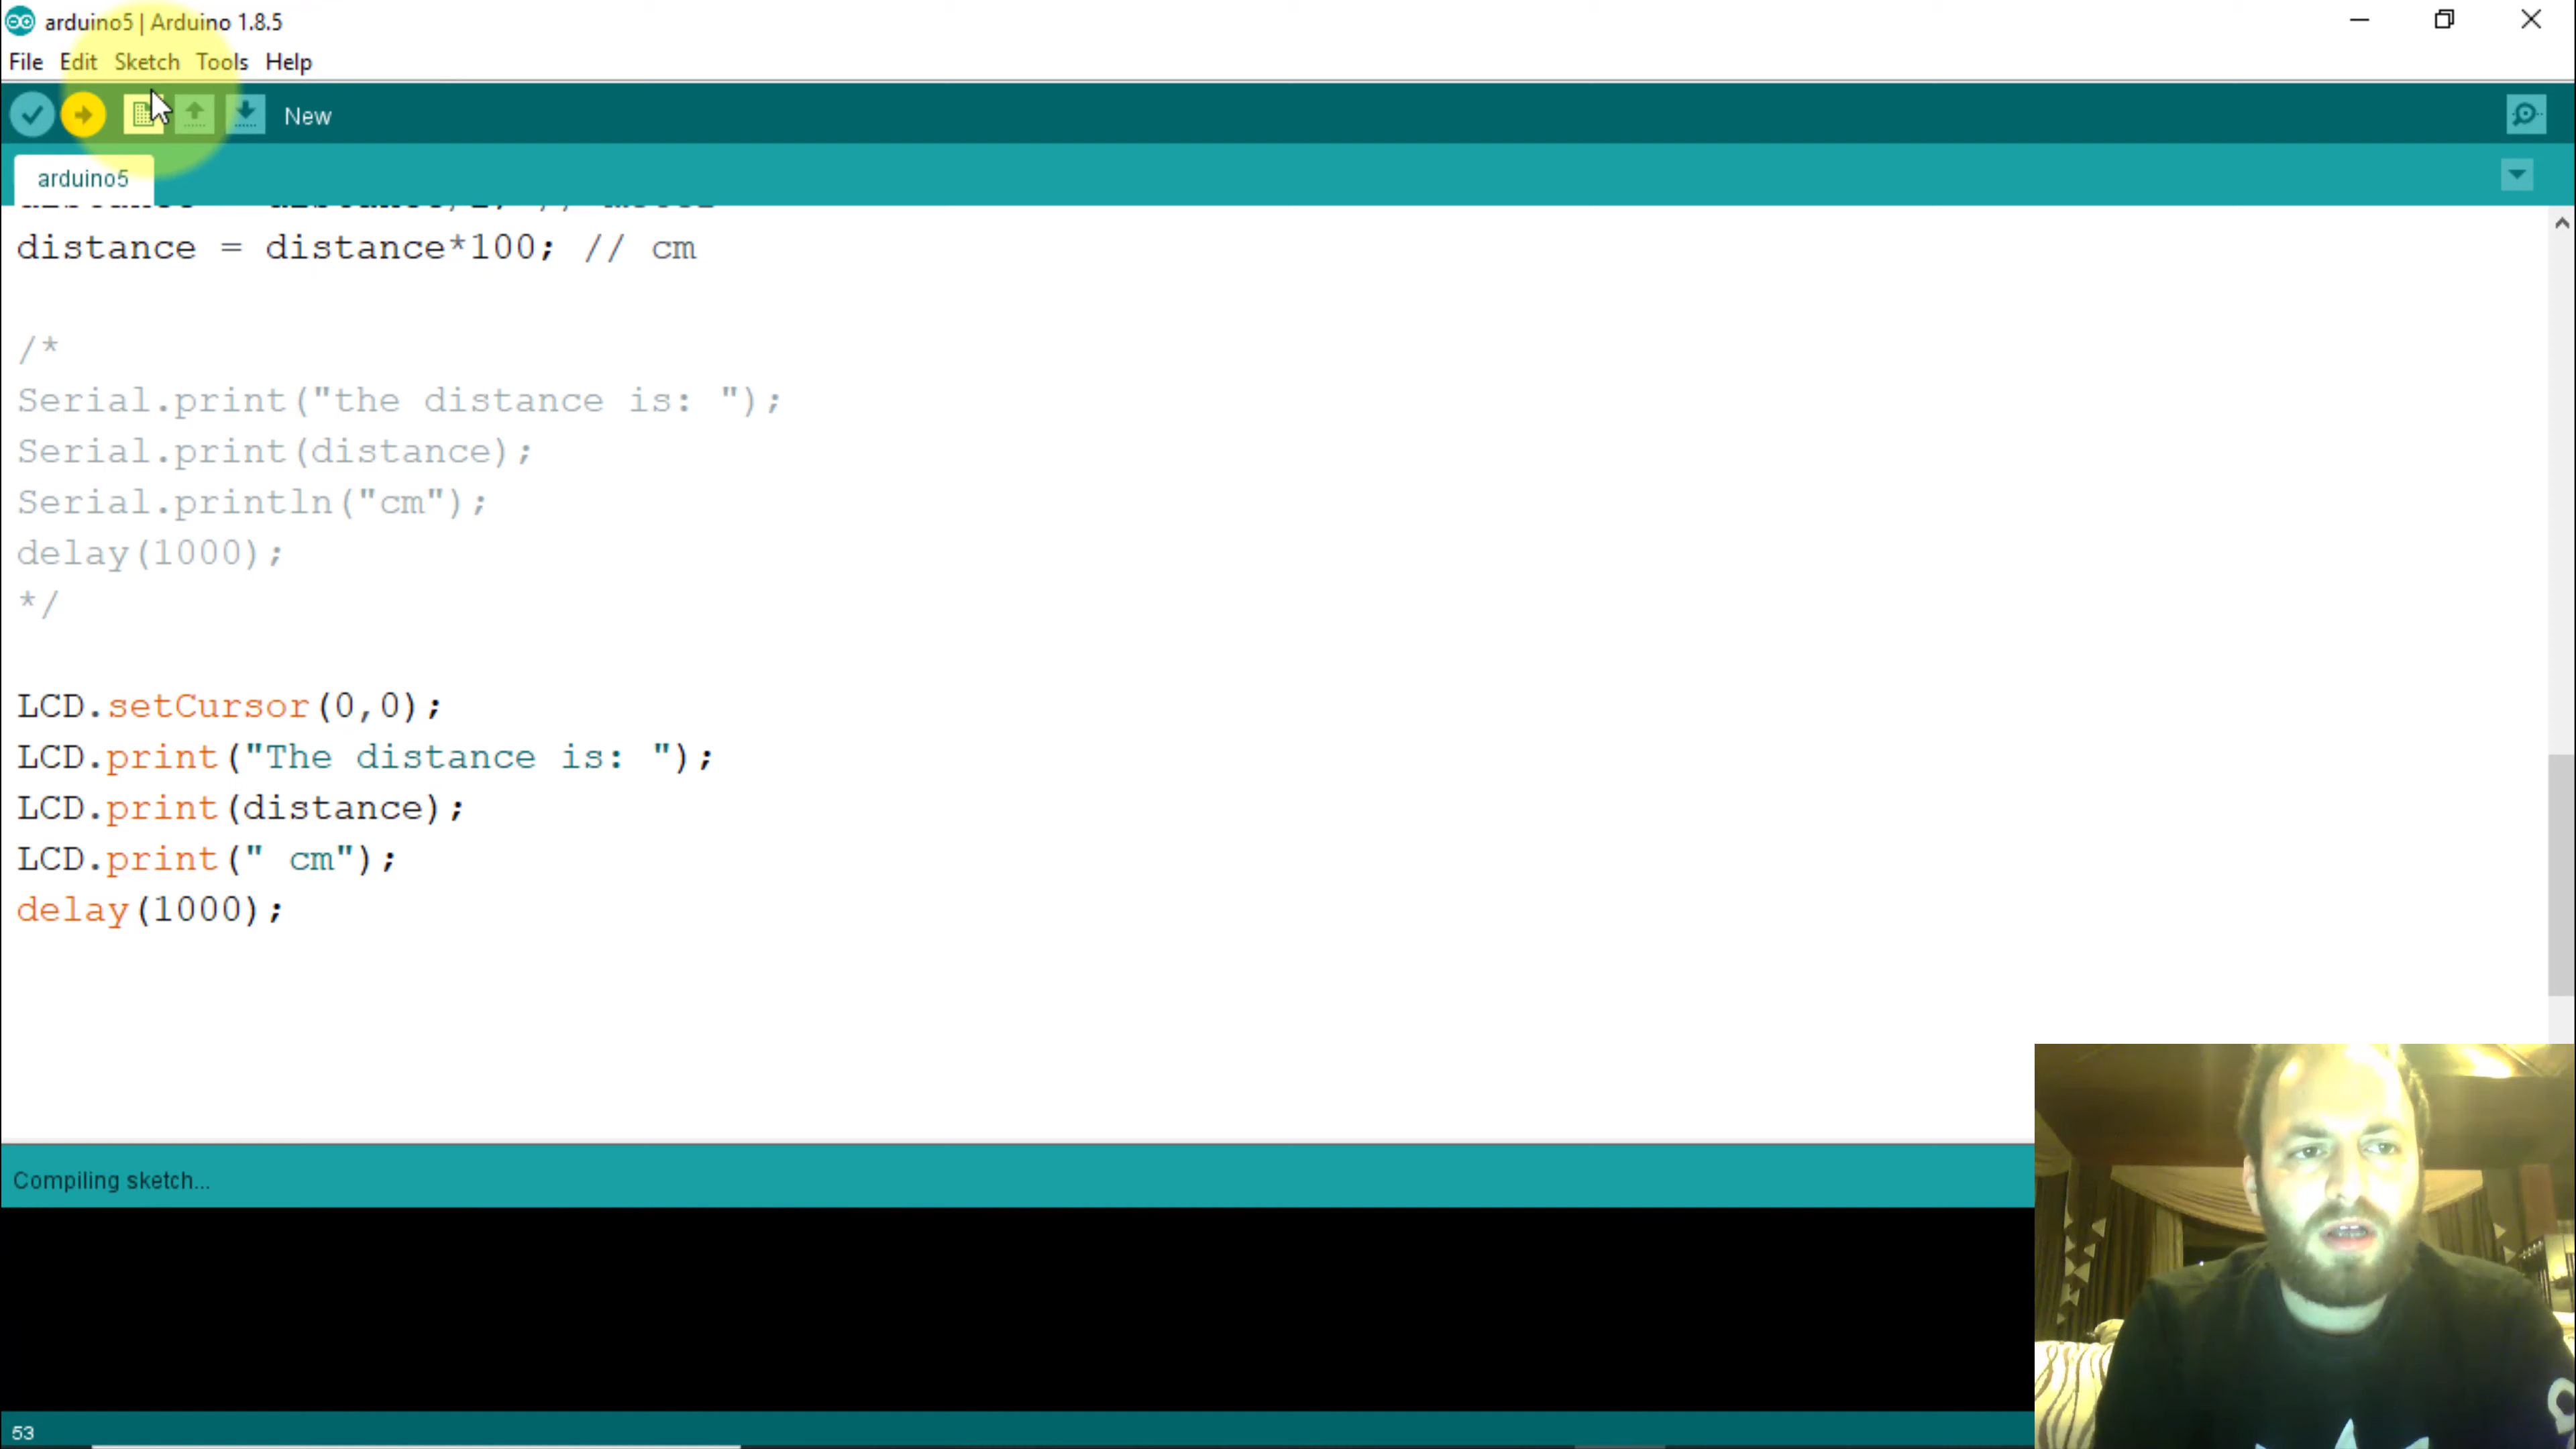 arduino5 | Arduino 1.8.5
File Edit Sketch Tools Help
New
arduino5
distance = distance*100; // cm
/*
Serial.print("the distance is: ");
Serial.print(distance);
Serial.println("cm");
delay(1000);
*/
LCD.setCursor(0,0);
LCD.print("The distance is: ");
LCD.print(distance);
LCD.print(" cm");
delay(1000);
Compiling sketch...
53